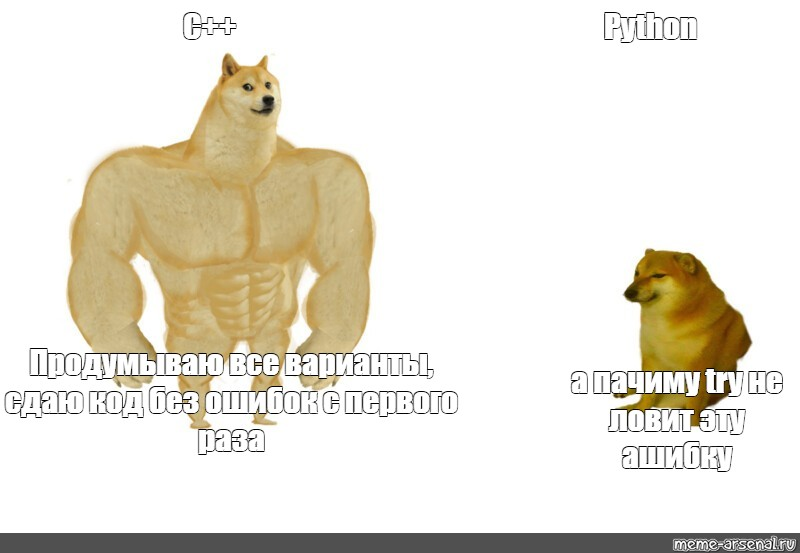 C++
Python
Продумываю все варианты,
сдаю код без ошибок с первого
раза
а пачиму try не
ловит эту
ашибку
meme-arsenal.ru